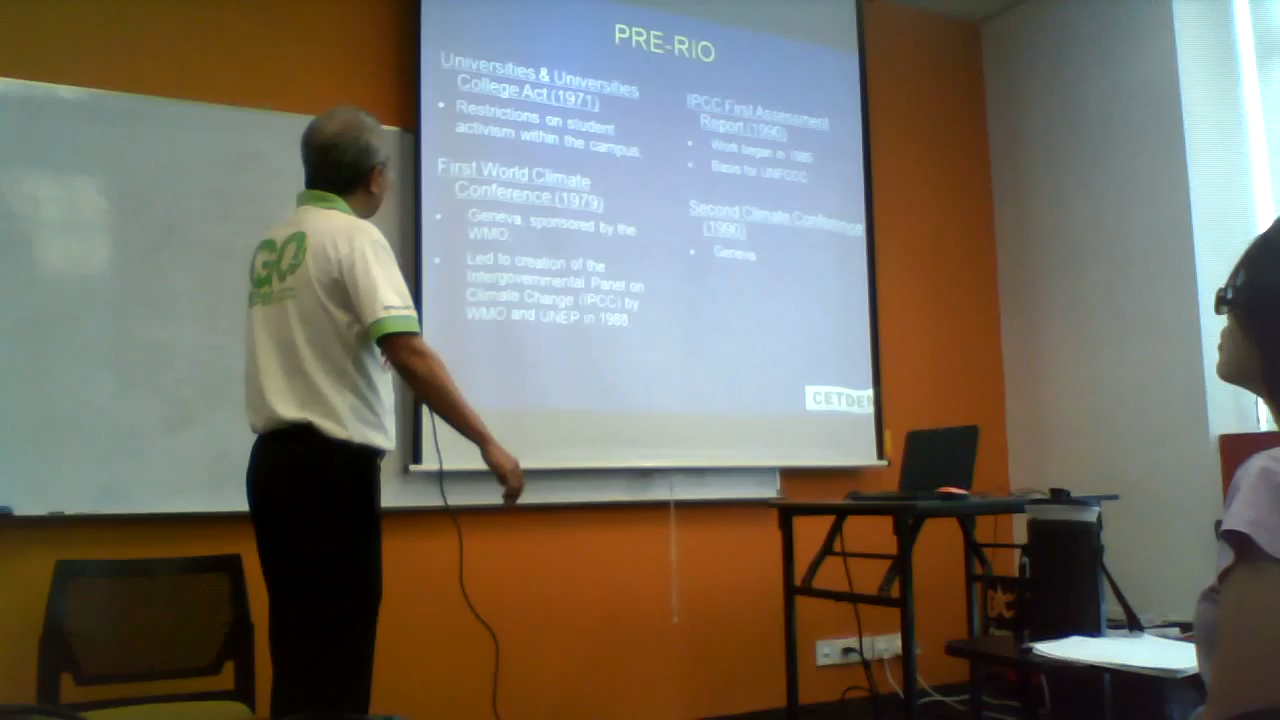 PRE-RIO
Universities & Universities
College Act (1971)
• Restrictions on student
activism within the campus
First World Climate
Conference (1979)
• Geneva, sponsored by the
WMO.
• Led to creation of the
Intergovernmental Panel on
Climate Change (IPCC) by
WMO and UNEP in 1988.
IPCC First Assessment
Report (1990)
• Work began in
• Basis for UNFCCC
Second Climate Conference
(1990)
• Geneva
CETDEM
GO